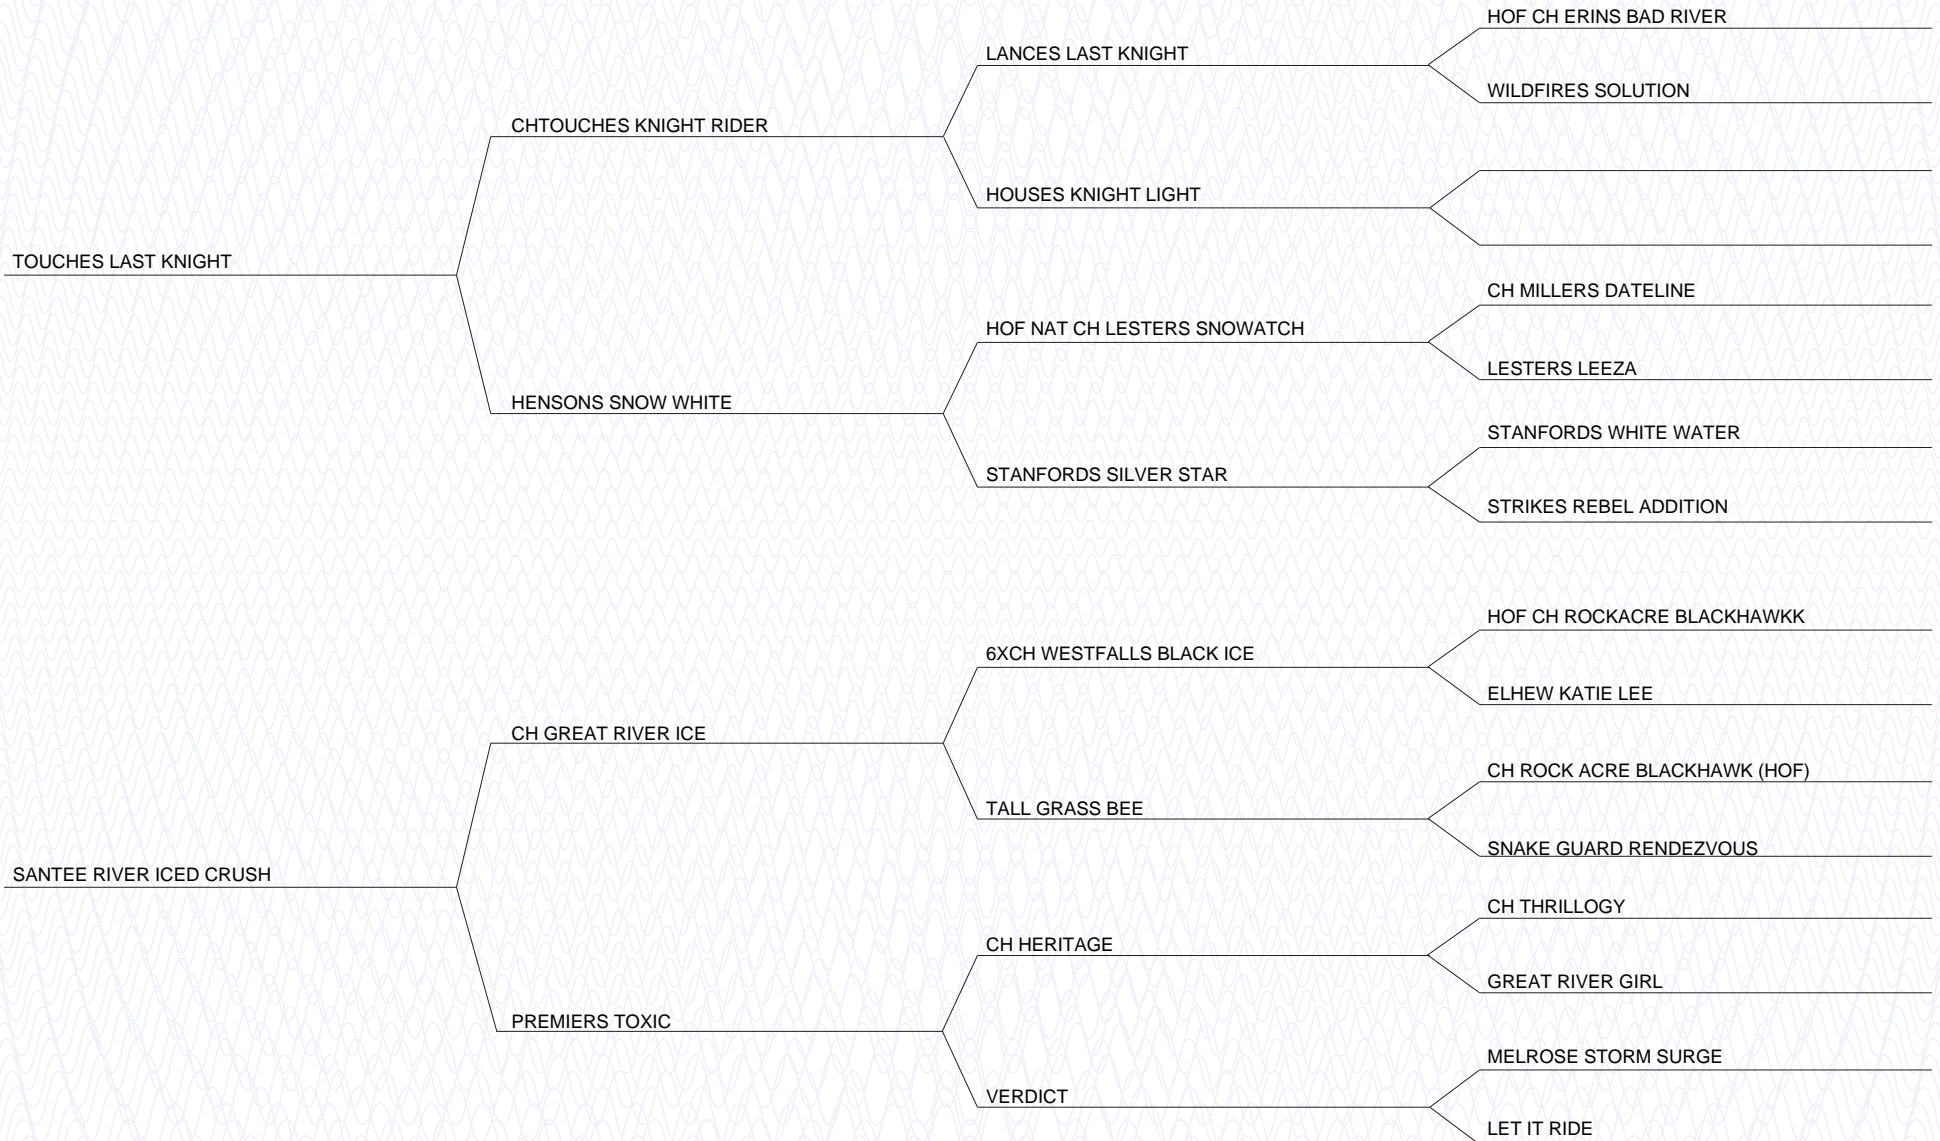 HOF CH ERINS BAD RIVER
LANCES LAST KNIGHT
WILDFIRES SOLUTION
CHTOUCHES KNIGHT RIDER
HOUSES KNIGHT LIGHT
TOUCHES LAST KNIGHT
CH MILLERS DATELINE
HOF NAT CH LESTERS SNOWATCH
LESTERS LEEZA
HENSONS SNOW WHITE
STANFORDS WHITE WATER
STANFORDS SILVER STAR
STRIKES REBEL ADDITION
HOF CH ROCKACRE BLACKHAWKK
6XCH WESTFALLS BLACK ICE
ELHEW KATIE LEE
CH GREAT RIVER ICE
CH ROCK ACRE BLACKHAWK (HOF)
TALL GRASS BEE
SNAKE GUARD RENDEZVOUS
SANTEE RIVER ICED CRUSH
CH THRILLOGY
CH HERITAGE
GREAT RIVER GIRL
PREMIERS TOXIC
MELROSE STORM SURGE
VERDICT
LET IT RIDE